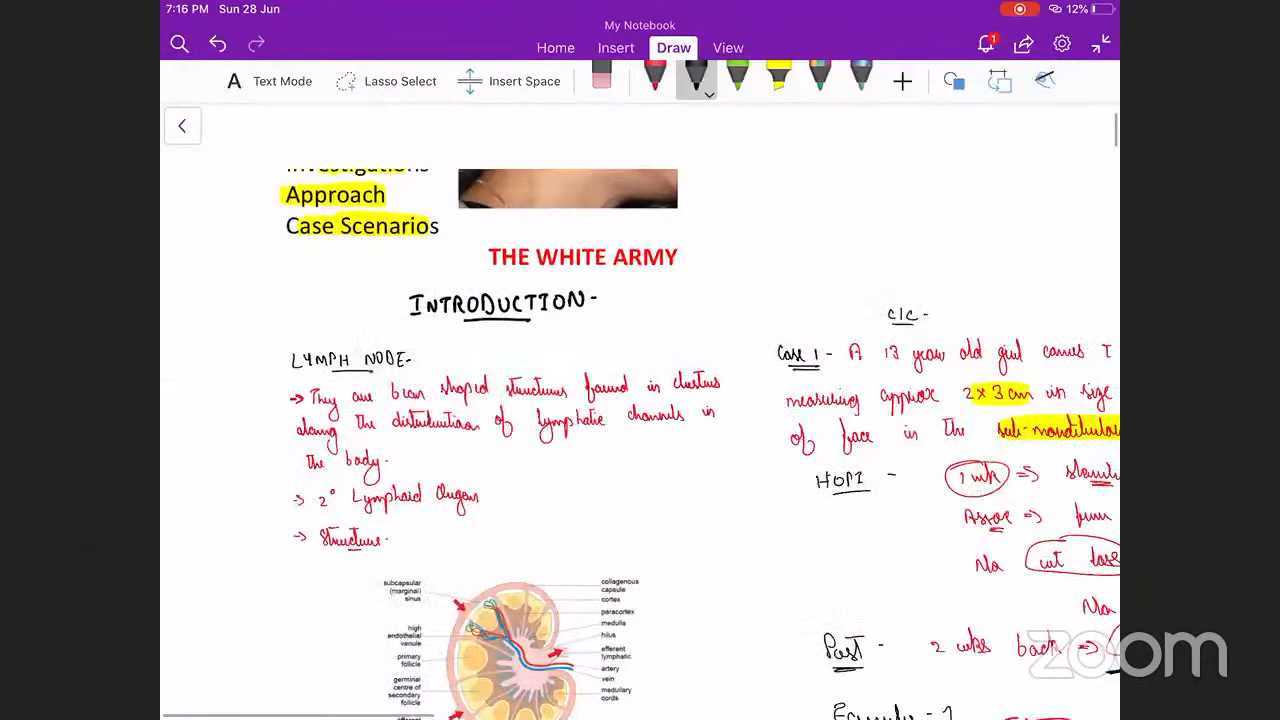 7:16 PM Sun 28 Jun
12%
My Notebook
Home Insert Draw View
1
A Text Mode Lasso Select Insert Space
Investigations
Approach
Case Scenarios
THE WHITE ARMY
INTRODUCTION-
LYMPH NODE-
→ They are bean shaped structures found in clusters
along the distribution of lymphatic channels in
the body.
→ 2° Lymphoid Organ
→ Structure.
subcapsular
(marginal)
sinus
high
endothelial
venule
primary
follicle
germinal
centre of
secondary
follicle
afferent
collagenous
capsule
cortex
paracortex
medulla
hilus
efferent
lymphatic
artery
vein
medullary
cords
C/C-
Case 1 - A 13 year old girl comes
measuring approx 2 x 3 cm in size
of face in the
HOPI - 1 wk ⇒
Assoc ⇒
No wt
No
Past - 2 wks back ⇒
zoom